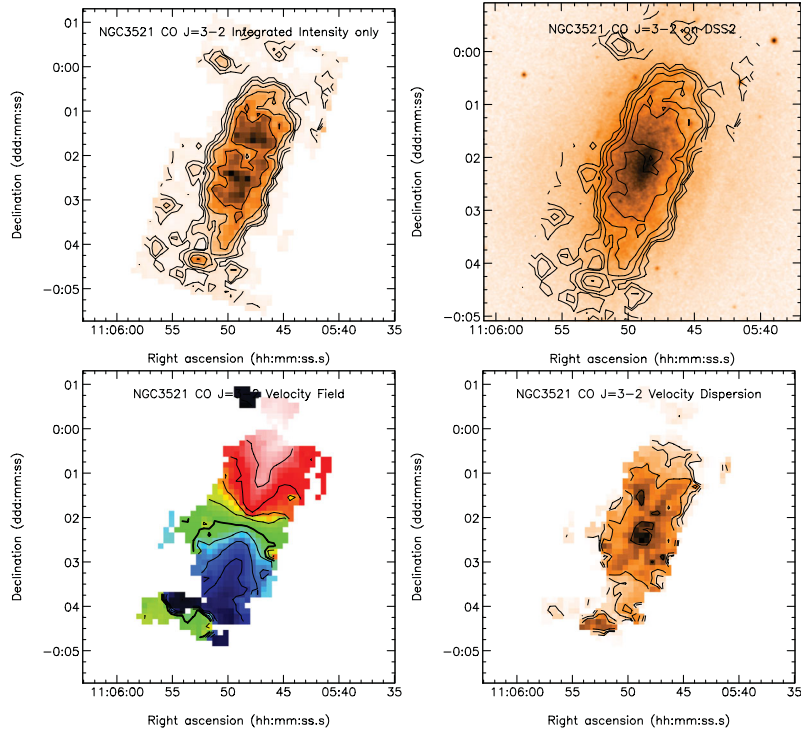 NGC3521 CO J=3-2 Integrated Intensity only
01
0:00
01
02
03
04
-0:05
Declination (ddd:mm:ss)
11:06:00 55 50 45 05:40 35
Right ascension (hh:mm:ss.s)
NGC3521 CO J=3-2 on DSS2
0:00
01
02
03
04
-0:05
Declination (ddd:mm:ss)
11:06:00 55 50 45 05:40
Right ascension (hh:mm:ss.s)
NGC3521 CO Velocity Field
01
0:00
01
02
03
04
-0:05
Declination (ddd:mm:ss)
11:06:00 55 50 45 05:40 35
Right ascension (hh:mm:ss.s)
NGC3521 CO J=3-2 Velocity Dispersion
01
0:00
01
02
03
04
-0:05
Declination (ddd:mm:ss)
11:06:00 55 50 45 05:40 35
Right ascension (hh:mm:ss.s)